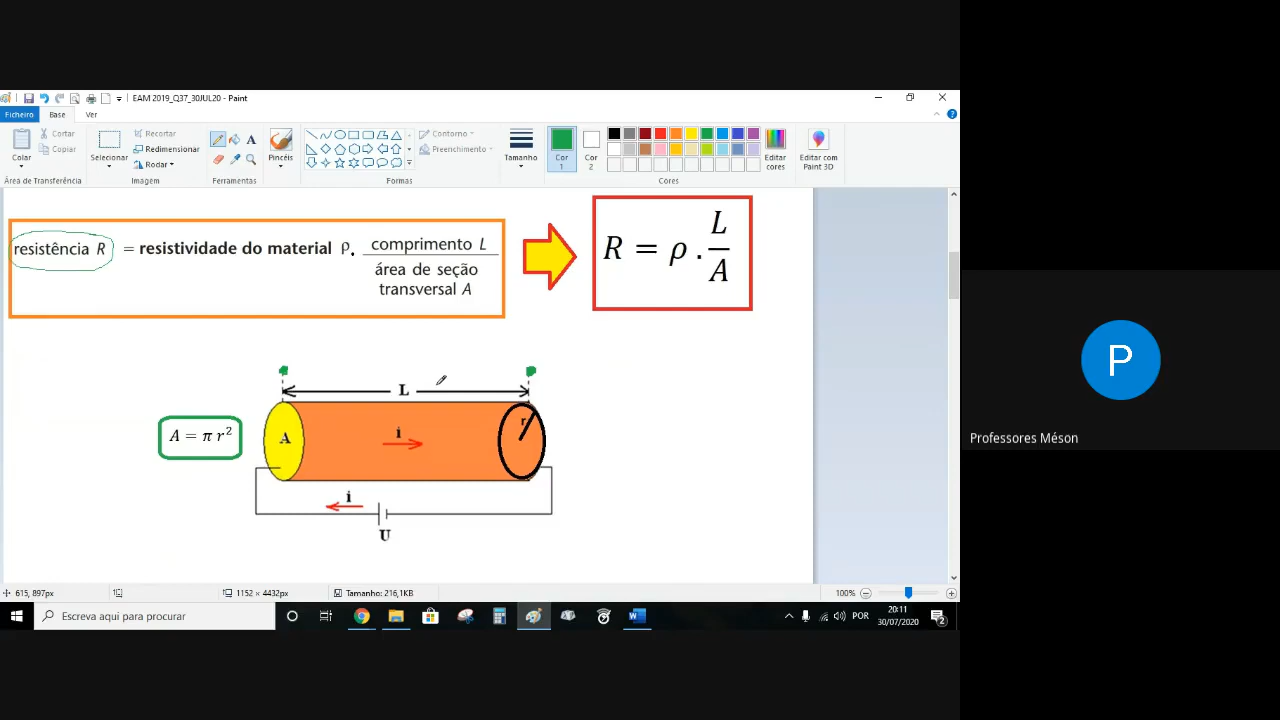 EAM 2019_Q37_30JUL20 - Paint
Ficheiro Base Ver
Colar
Cortar
Copiar
Área de Transferência
Selecionar
Recortar
Redimensionar
Rodar
Imagem
A
Ferramentas
Pincéis
Contorno
Preenchimento
Formas
Tamanho
Cor 1
Cor 2
Editar cores
Editar com Paint 3D
Cores
resistência R = resistividade do material ρ. comprimento L
área de seção
transversal A
R = ρ . L/A
L
A = π r²
A
i
r
i
U
615, 897px
1152 × 4432px
Tamanho: 216,1KB
100%
Escreva aqui para procurar
POR
20:11
30/07/2020
2
P
Professores Méson